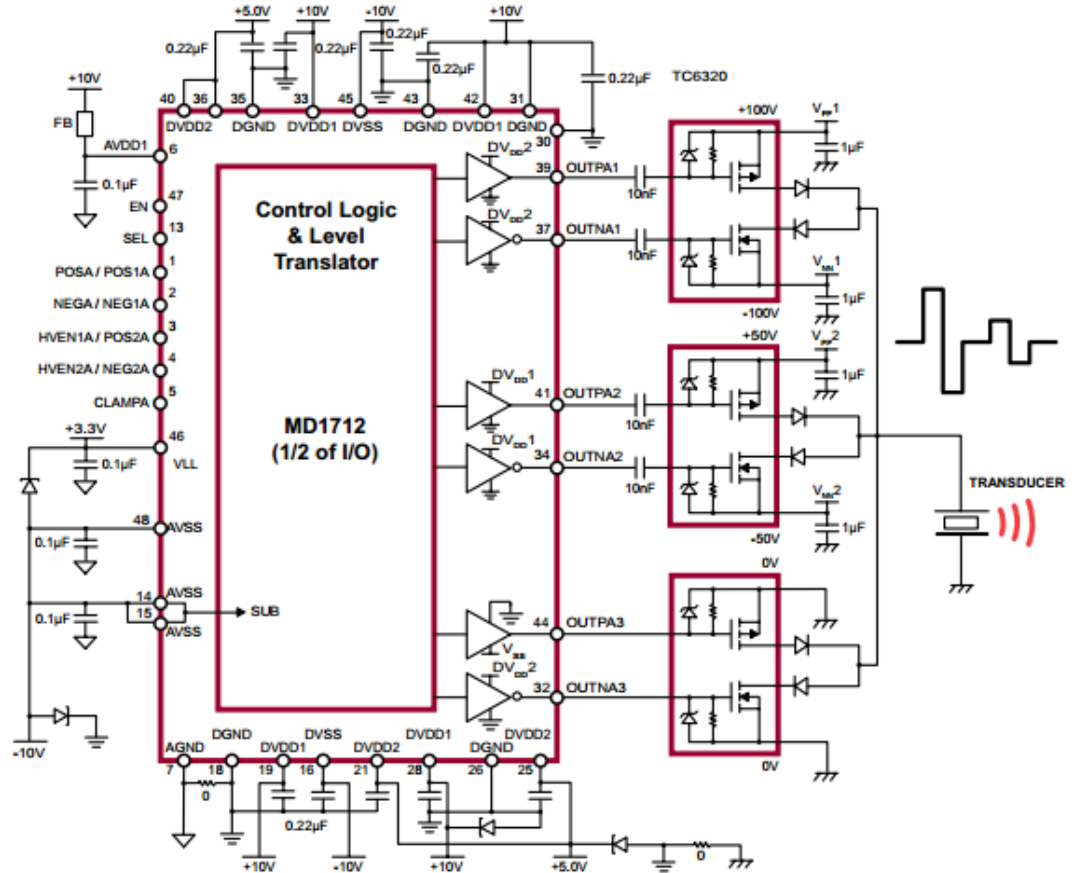 +5.0V +10V -10V +10V
0.22µF 0.22µF 0.22µF 0.22µF 0.22µF
TC6320
+10V
40 36 35 33 45 43 42 31
DVDD2 DGND DVDD1 DVSS DGND DVDD1 DGND
30
FB
AVDD1
6
0.1µF
47
EN
13
SEL
1
POSA / POS1A
2
NEGA / NEG1A
3
HVEN1A / POS2A
4
HVEN2A / NEG2A
5
CLAMPA
+3.3V
46
VLL
0.1µF
48
AVSS
0.1µF
14
AVSS
15
AVSS
0.1µF
SUB
-10V
Control Logic
& Level
Translator
MD1712
(1/2 of I/O)
DVDD2
39 OUTPA1
10nF
DVDD2
37 OUTNA1
10nF
DVDD1
41 OUTPA2
10nF
DVDD1
34 OUTNA2
10nF
44 OUTPA3
VSS
DVDD2
32 OUTNA3
+100V
VPP1
1µF
VNN1
1µF
-100V
+50V
VPP2
1µF
VNN2
1µF
-50V
0V
0V
TRANSDUCER
AGND DGND DVDD1 DVSS DVDD2 DVDD1 DGND DVDD2
7 18 19 16 21 28 26 25
0
0.22µF
0
+10V -10V +10V +5.0V